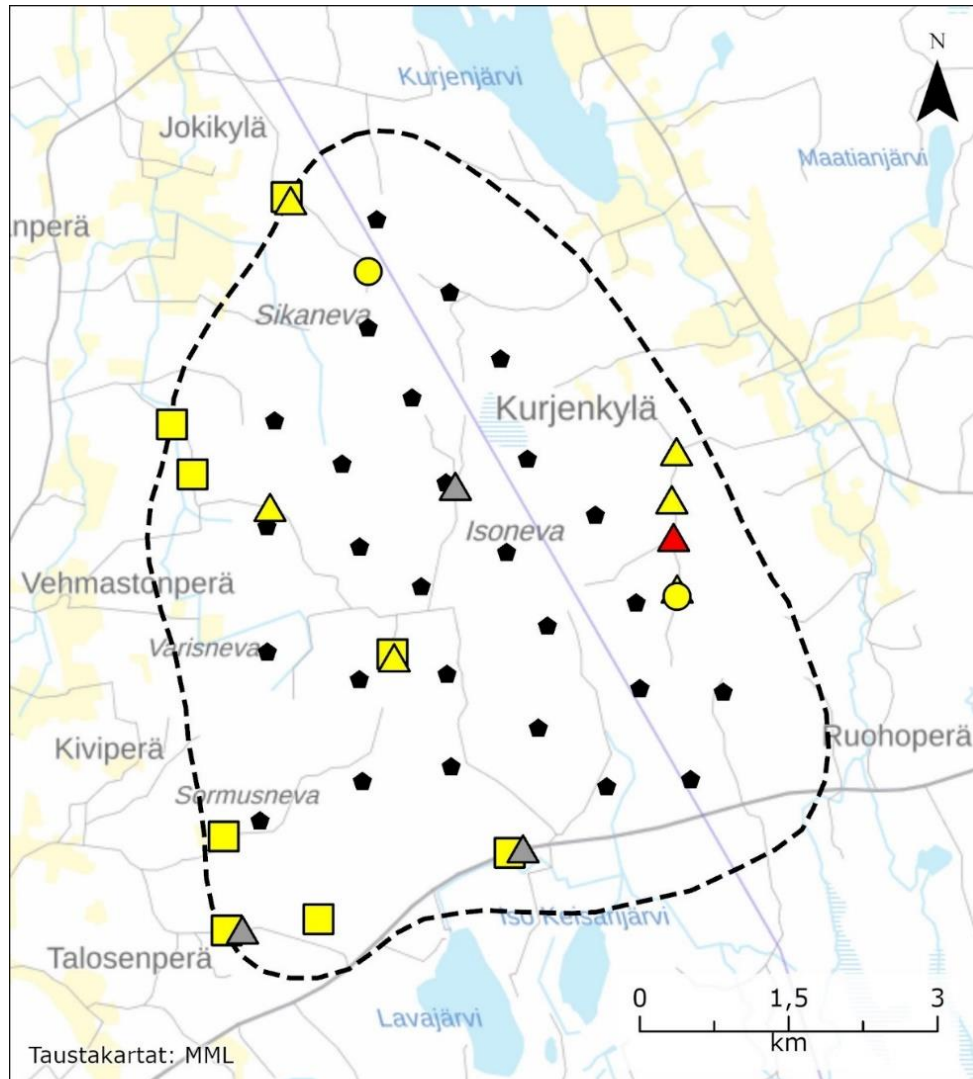 N
Kurjenjärvi
Jokikylä
Maatianjärvi
nperä
Sikaneva
Kurjenkylä
Isoneva
Vehmastonperä
Varisneva
Kiviperä
Ruohoperä
Sormusneva
Iso Keisarijärvi
Talosenperä
Lavajärvi
0 1,5 3
km
Taustakartat: MML